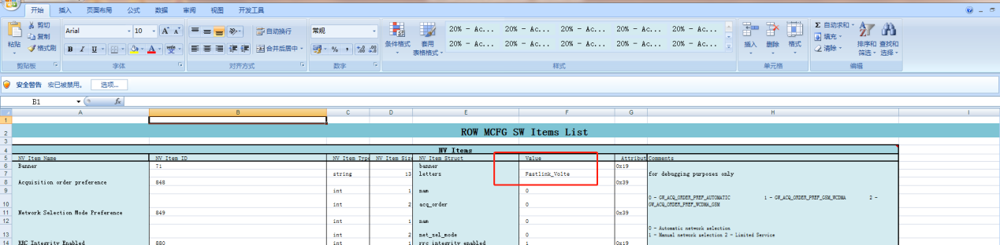 开始 插入 页面布局 公式 数据 审阅 视图 开发工具
剪切 Arial 10 A A 自动换行 常规 20% - Ac... 20% - Ac... 20% - Ac... 20% - Ac... 20% - Ac... Σ 自动求和
复制 填充
粘贴 格式刷 B I U A 合并后居中 % , 条件格式 套用 表格格式 20% - Ac... 20% - Ac... 20% - Ac... 20% - Ac... 20% - Ac... 插入 删除 格式 清除 排序和 筛选 查找和 选择
剪贴板 字体 对齐方式 数字 样式 单元格 编辑
安全警告 宏已被禁用。 选项...
B1 fx
A B C D E F G H I
1
2 ROW MCFG SW Items List
3
4 NV Items
5 NV Item Name NV Item ID NV Item Type NV Item Size NV Item Struct Value Attribut Comments
6 Banner 71 banner 0x19
7 string 13 letters Fastlink_Volte for debugging purposes only
8 Acquisition order preference 848 0x39
9 int 1 nam 0
10 int 2 acq_order 0 0 - GW_ACQ_ORDER_PREF_AUTOMATIC 1 - GW_ACQ_ORDER_PREF_GSM_WCDMA 2 -
GW_ACQ_ORDER_PREF_WCDMA_GSM
11 Network Selection Mode Preference 849 0x39
12 int 1 nam 0
13 int 2 net_sel_mode 0 0 - Automatic network selection
1 - Manual network selection 2 - Limited Service
14 RRC Integrity Enabled 880 int 1 rrc_integrity_enabled 1 0x19